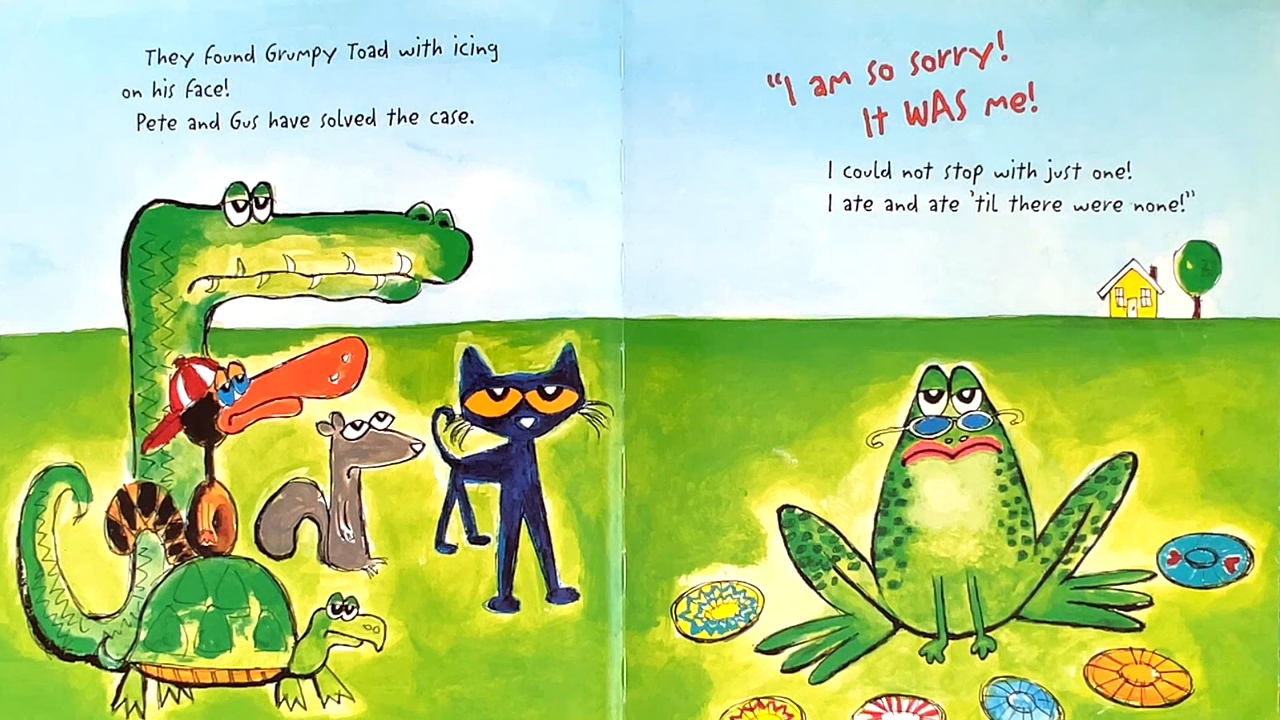 They found Grumpy Toad with icing
on his face!
Pete and Gus have solved the case.
"I am so sorry!
It WAS me!
I could not stop with just one!
I ate and ate 'til there were none!"